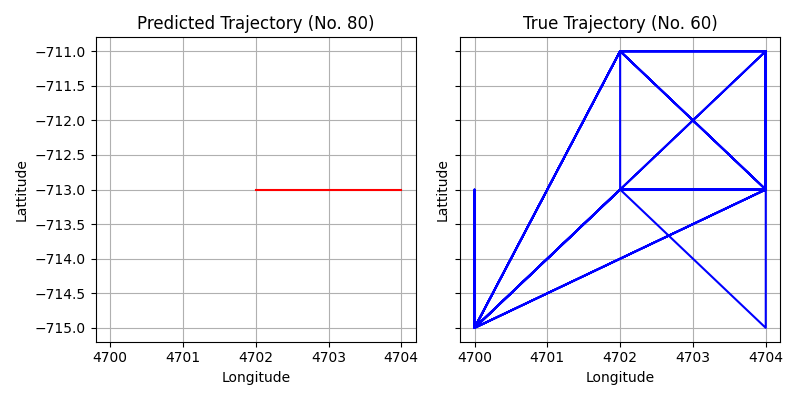 Predicted Trajectory (No. 80)
True Trajectory (No. 60)
−711.0
−711.5
−712.0
−712.5
−713.0
−713.5
−714.0
−714.5
−715.0
Lattitude
Lattitude
4700 4701 4702 4703 4704
4700 4701 4702 4703 4704
Longitude
Longitude